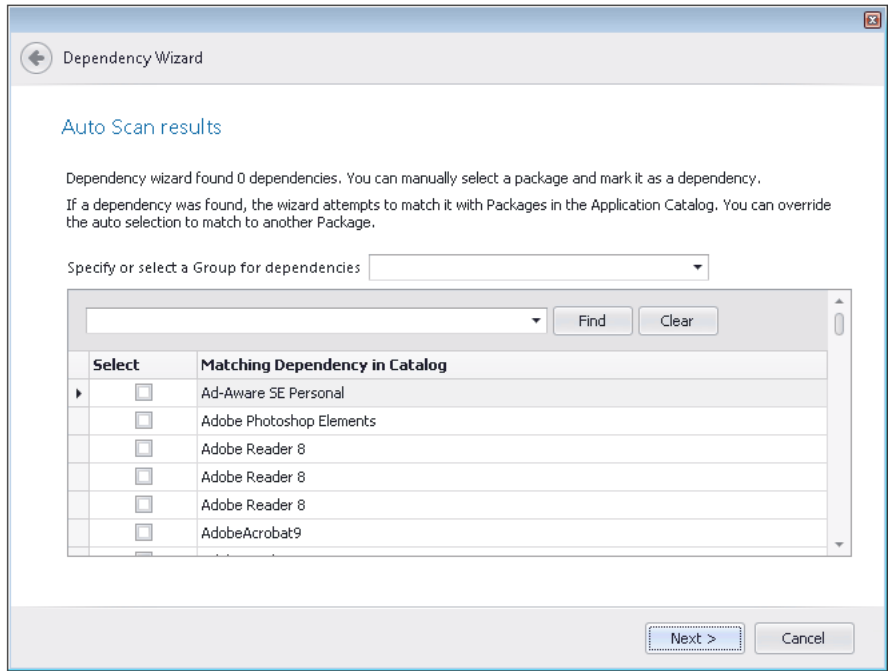 Dependency Wizard
Auto Scan results
Dependency wizard found 0 dependencies. You can manually select a package and mark it as a dependency.
If a dependency was found, the wizard attempts to match it with Packages in the Application Catalog. You can override
the auto selection to match to another Package.
Specify or select a Group for dependencies
Find Clear
Select Matching Dependency in Catalog
Ad-Aware SE Personal
Adobe Photoshop Elements
Adobe Reader 8
Adobe Reader 8
Adobe Reader 8
AdobeAcrobat9
Next > Cancel